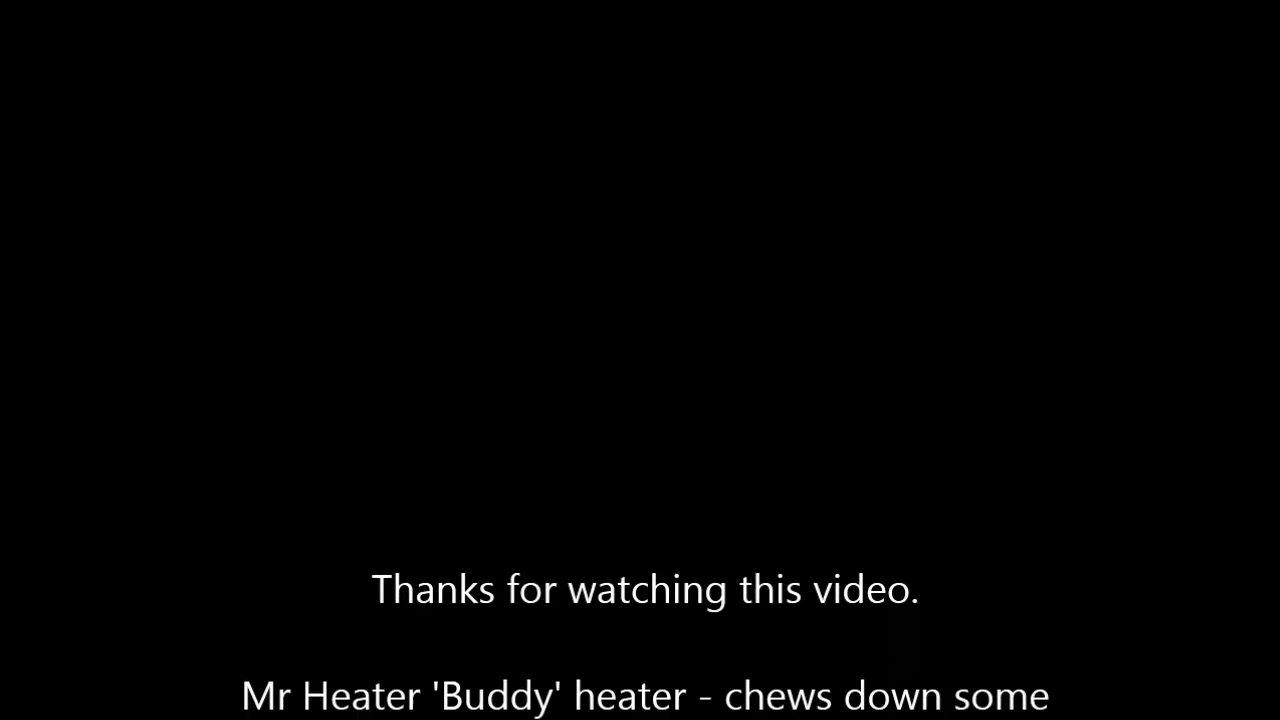 Thanks for watching this video.
Mr Heater 'Buddy' heater - chews down some